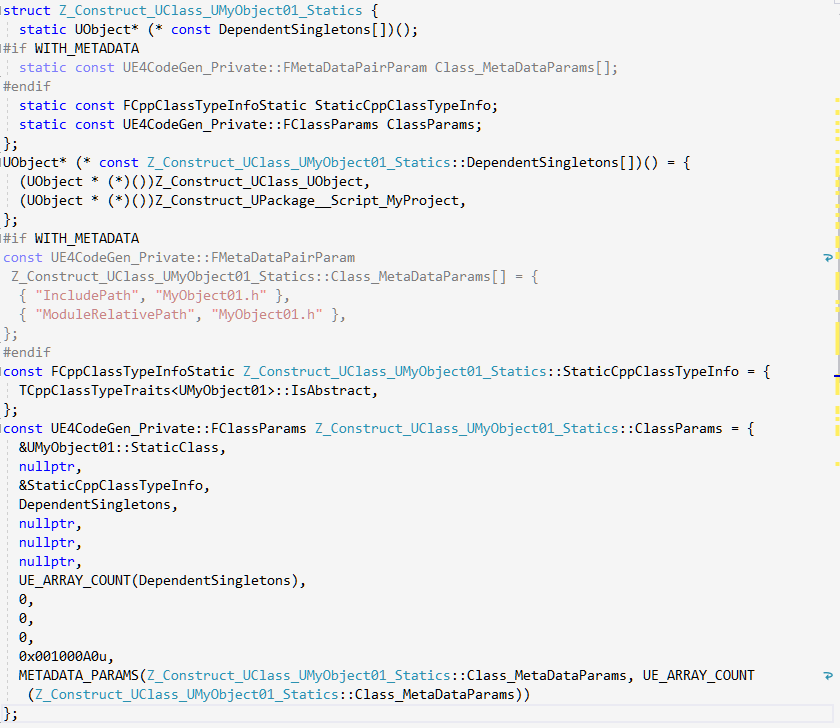 struct Z_Construct_UClass_UMyObject01_Statics {
static UObject* (* const DependentSingletons[])();
#if WITH_METADATA
static const UE4CodeGen_Private::FMetaDataPairParam Class_MetaDataParams[];
#endif
static const FCppClassTypeInfoStatic StaticCppClassTypeInfo;
static const UE4CodeGen_Private::FClassParams ClassParams;
};
UObject* (* const Z_Construct_UClass_UMyObject01_Statics::DependentSingletons[])() = {
(UObject * (*)())Z_Construct_UClass_UObject,
(UObject * (*)())Z_Construct_UPackage__Script_MyProject,
};
#if WITH_METADATA
const UE4CodeGen_Private::FMetaDataPairParam
Z_Construct_UClass_UMyObject01_Statics::Class_MetaDataParams[] = {
{ "IncludePath", "MyObject01.h" },
{ "ModuleRelativePath", "MyObject01.h" },
};
#endif
const FCppClassTypeInfoStatic Z_Construct_UClass_UMyObject01_Statics::StaticCppClassTypeInfo = {
TCppClassTypeTraits<UMyObject01>::IsAbstract,
};
const UE4CodeGen_Private::FClassParams Z_Construct_UClass_UMyObject01_Statics::ClassParams = {
&UMyObject01::StaticClass,
nullptr,
&StaticCppClassTypeInfo,
DependentSingletons,
nullptr,
nullptr,
nullptr,
UE_ARRAY_COUNT(DependentSingletons),
0,
0,
0,
0x001000A0u,
METADATA_PARAMS(Z_Construct_UClass_UMyObject01_Statics::Class_MetaDataParams, UE_ARRAY_COUNT
(Z_Construct_UClass_UMyObject01_Statics::Class_MetaDataParams))
};